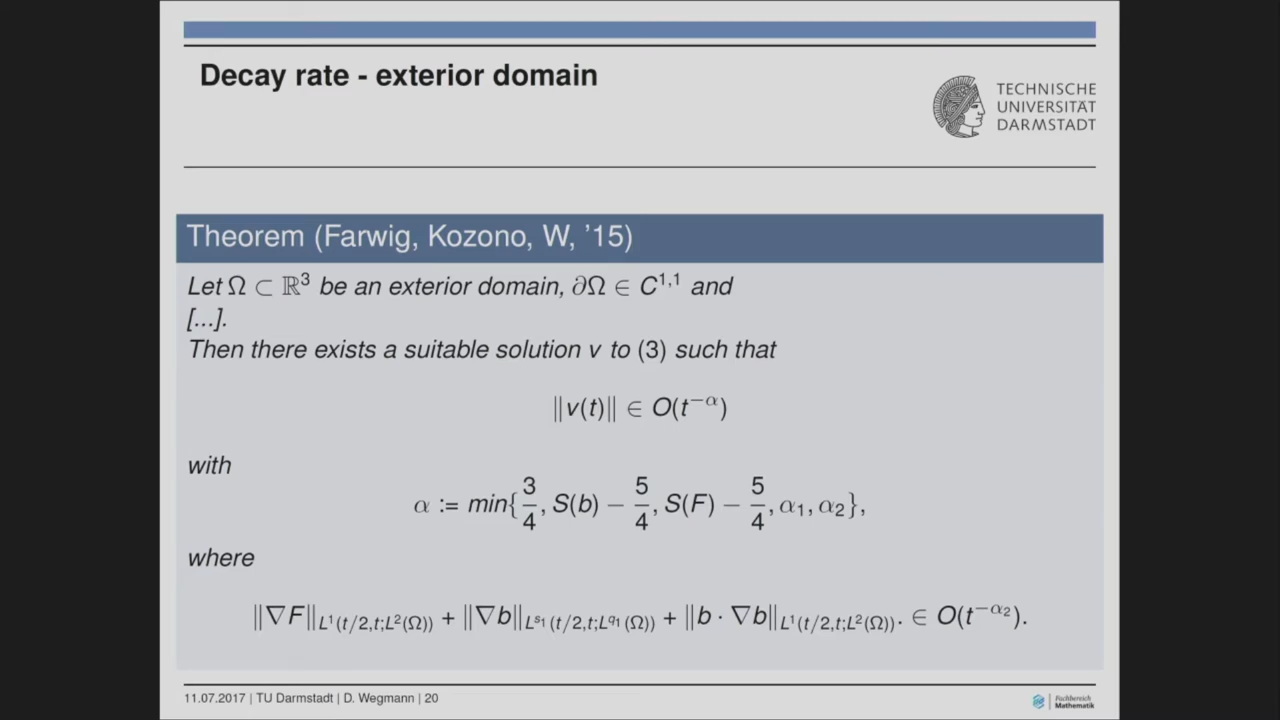 Decay rate - exterior domain
TECHNISCHE
UNIVERSITÄT
DARMSTADT
Theorem (Farwig, Kozono, W, '15)
Let Ω ⊂ ℝ³ be an exterior domain, ∂Ω ∈ C^{1,1} and
[...].
Then there exists a suitable solution v to (3) such that
‖v(t)‖ ∈ O(t^{−α})
with
α := min{3/4, S(b) − 5/4, S(F) − 5/4, α₁, α₂},
where
‖∇F‖_{L¹(t/2,t;L²(Ω))} + ‖∇b‖_{L^{s₁}(t/2,t;L^{q₁}(Ω))} + ‖b · ∇b‖_{L¹(t/2,t;L²(Ω))}. ∈ O(t^{−α₂}).
11.07.2017 | TU Darmstadt | D. Wegmann | 20
Fachbereich
Mathematik